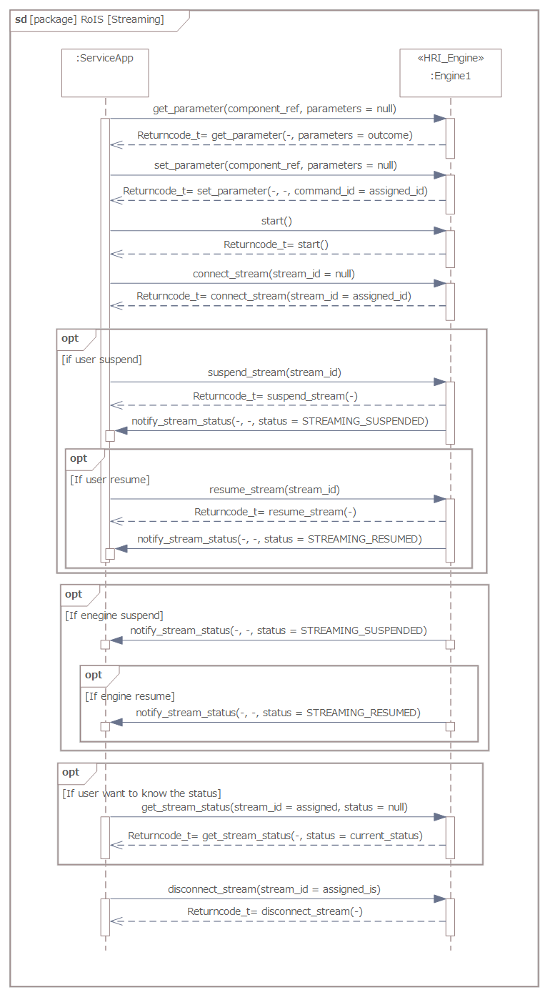 sd [package] RoIS [Streaming]
:ServiceApp
«HRI_Engine»
:Engine1
get_parameter(component_ref, parameters = null)
Returncode_t= get_parameter(-, parameters = outcome)
set_parameter(component_ref, parameters = null)
Returncode_t= set_parameter(-, -, command_id = assigned_id)
start()
Returncode_t= start()
connect_stream(stream_id = null)
Returncode_t= connect_stream(stream_id = assigned_id)
opt
[if user suspend]
suspend_stream(stream_id)
Returncode_t= suspend_stream(-)
notify_stream_status(-, -, status = STREAMING_SUSPENDED)
opt
[If user resume]
resume_stream(stream_id)
Returncode_t= resume_stream(-)
notify_stream_status(-, -, status = STREAMING_RESUMED)
opt
[If enegine suspend]
notify_stream_status(-, -, status = STREAMING_SUSPENDED)
opt
[If engine resume]
notify_stream_status(-, -, status = STREAMING_RESUMED)
opt
[If user want to know the status]
get_stream_status(stream_id = assigned, status = null)
Returncode_t= get_stream_status(-, status = current_status)
disconnect_stream(stream_id = assigned_is)
Returncode_t= disconnect_stream(-)